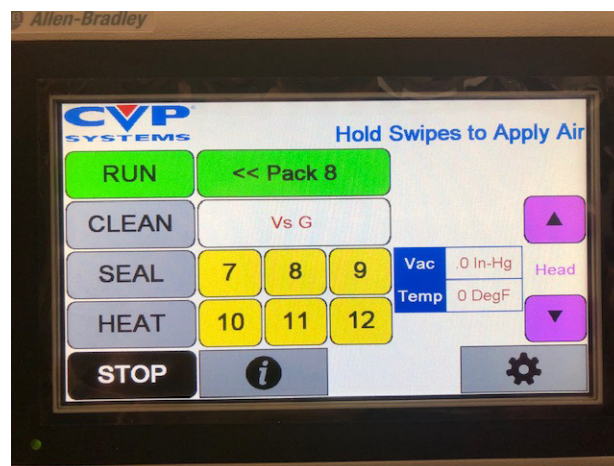 Allen-Bradley
CVP
SYSTEMS
Hold Swipes to Apply Air
RUN
<< Pack 8
CLEAN
Vs G
SEAL
7 8 9
Vac .0 In-Hg
Head
Temp 0 DegF
HEAT
10 11 12
STOP
i